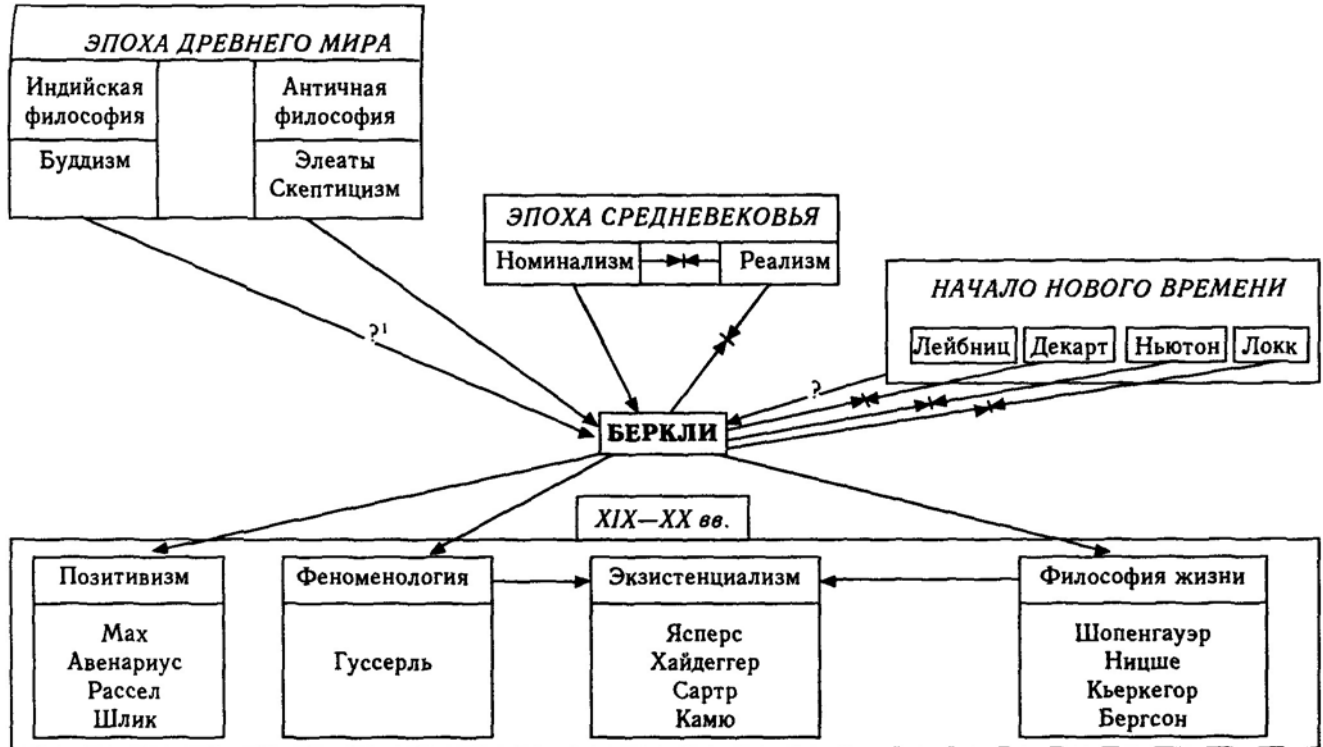 ЭПОХА ДРЕВНЕГО МИРА
Индийская
философия
Античная
философия
Буддизм
Элеаты
Скептицизм
ЭПОХА СРЕДНЕВЕКОВЬЯ
Номинализм
Реализм
НАЧАЛО НОВОГО ВРЕМЕНИ
Лейбниц
Декарт
Ньютон
Локк
?¹
?
БЕРКЛИ
XIX—XX вв.
Позитивизм
Мах
Авенариус
Рассел
Шлик
Феноменология
Гуссерль
Экзистенциализм
Ясперс
Хайдеггер
Сартр
Камю
Философия жизни
Шопенгауэр
Ницше
Кьеркегор
Бергсон